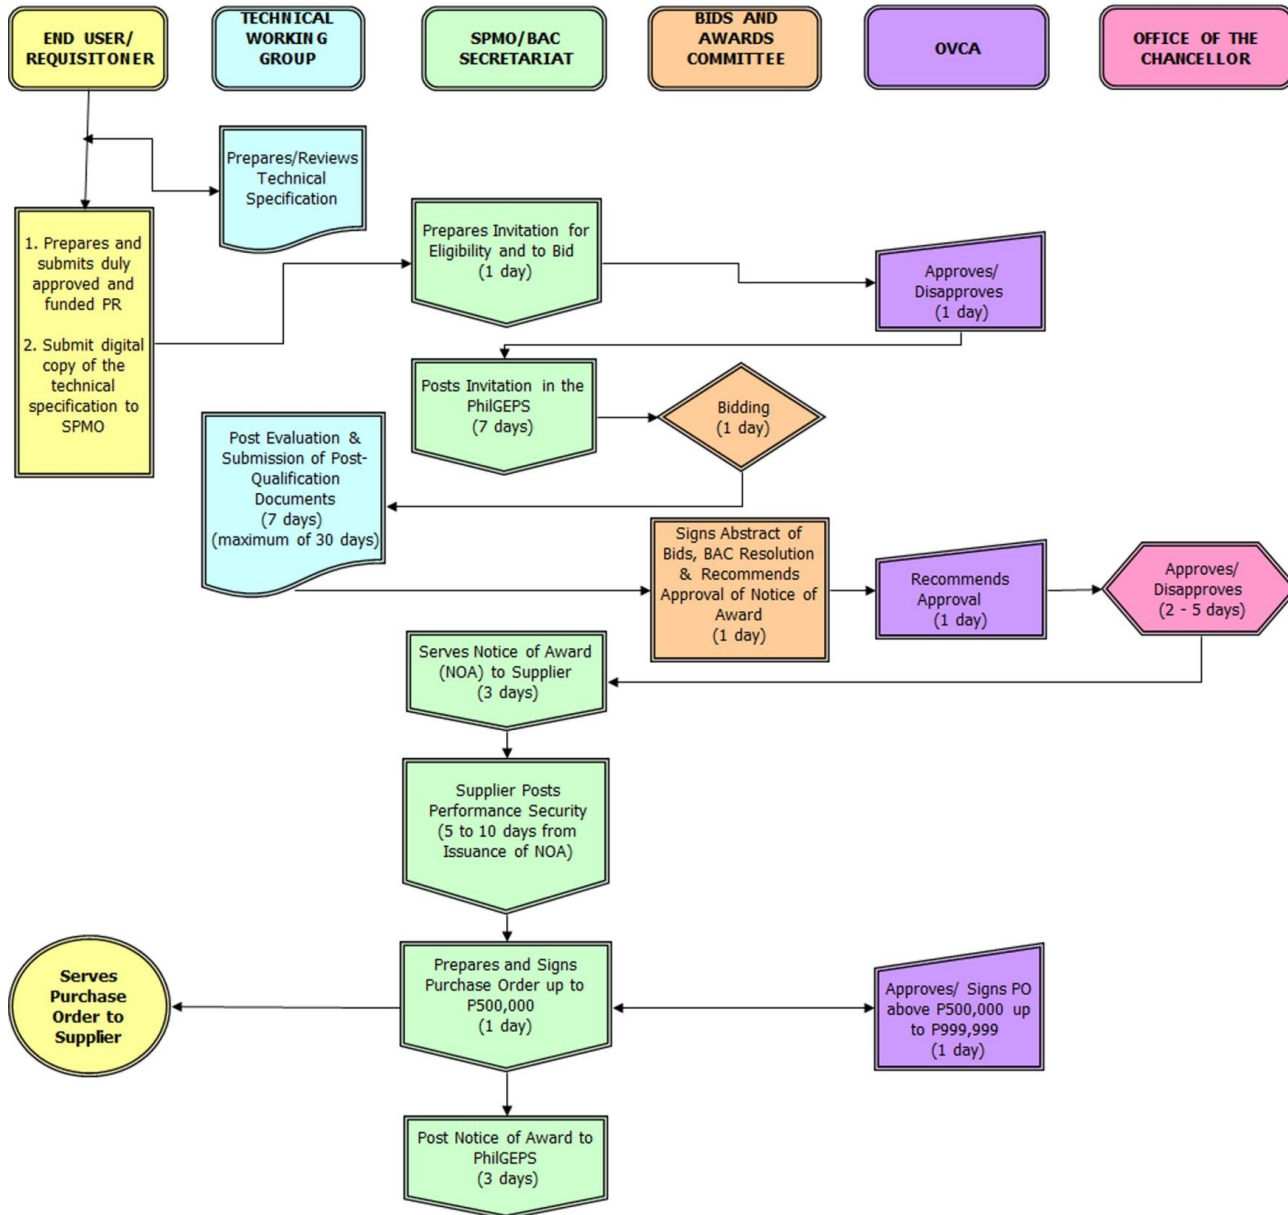 END USER/
REQUISITONER
TECHNICAL
WORKING
GROUP
SPMO/BAC
SECRETARIAT
BIDS AND
AWARDS
COMMITTEE
OVCA
OFFICE OF THE
CHANCELLOR
Prepares/Reviews
Technical
Specification
1. Prepares and
submits duly
approved and
funded PR
2. Submit digital
copy of the
technical
specification to
SPMO
Prepares Invitation for
Eligibility and to Bid
(1 day)
Approves/
Disapproves
(1 day)
Posts Invitation in the
PhilGEPS
(7 days)
Bidding
(1 day)
Post Evaluation &
Submission of Post-
Qualification
Documents
(7 days)
(maximum of 30 days)
Signs Abstract of
Bids, BAC Resolution
& Recommends
Approval of Notice of
Award
(1 day)
Recommends
Approval
(1 day)
Approves/
Disapproves
(2 - 5 days)
Serves Notice of Award
(NOA) to Supplier
(3 days)
Supplier Posts
Performance Security
(5 to 10 days from
Issuance of NOA)
Serves
Purchase
Order to
Supplier
Prepares and Signs
Purchase Order up to
P500,000
(1 day)
Approves/ Signs PO
above P500,000 up
to P999,999
(1 day)
Post Notice of Award to
PhilGEPS
(3 days)